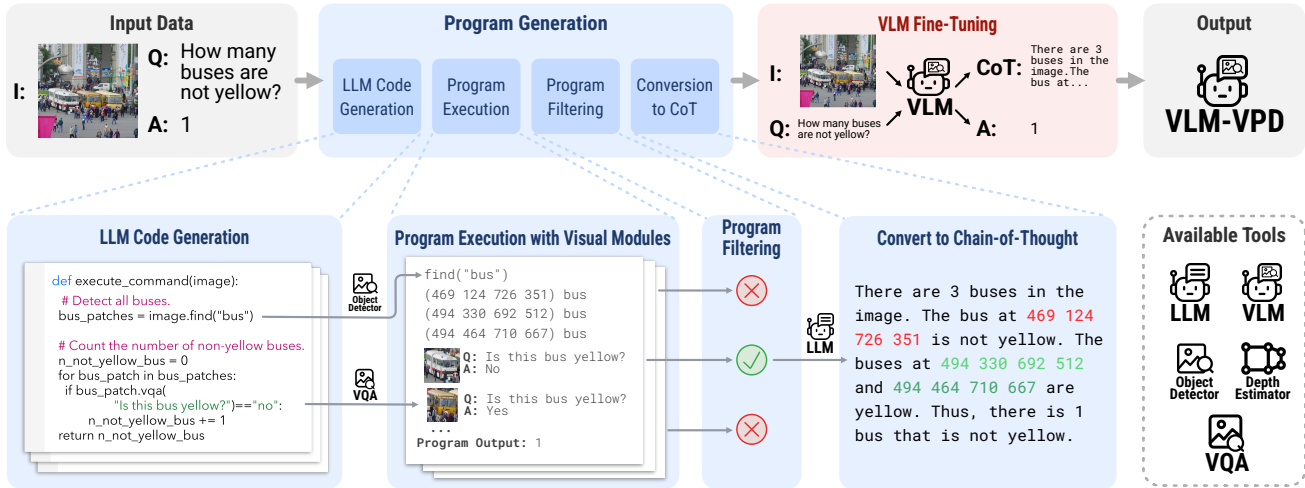 Input Data
I:
Q: How many
buses are
not yellow?
A: 1
Program Generation
LLM Code
Generation
Program
Execution
Program
Filtering
Conversion
to CoT
VLM Fine-Tuning
I:
Q: How many buses
are not yellow?
VLM
CoT: There are 3
buses in the
image.The
bus at...
A: 1
Output
VLM-VPD
LLM Code Generation
def execute_command(image):
# Detect all buses.
bus_patches = image.find("bus")
# Count the number of non-yellow buses.
n_not_yellow_bus = 0
for bus_patch in bus_patches:
if bus_patch.vqa(
"Is this bus yellow?")=="no":
n_not_yellow_bus += 1
return n_not_yellow_bus
Object
Detector
VQA
Program Execution with Visual Modules
find("bus")
(469 124 726 351) bus
(494 330 692 512) bus
(494 464 710 667) bus
Q: Is this bus yellow?
A: No
Q: Is this bus yellow?
A: Yes
...
Program Output: 1
Program
Filtering
LLM
Convert to Chain-of-Thought
There are 3 buses in the
image. The bus at 469 124
726 351 is not yellow. The
buses at 494 330 692 512
and 494 464 710 667 are
yellow. Thus, there is 1
bus that is not yellow.
Available Tools
LLM
VLM
Object
Detector
Depth
Estimator
VQA